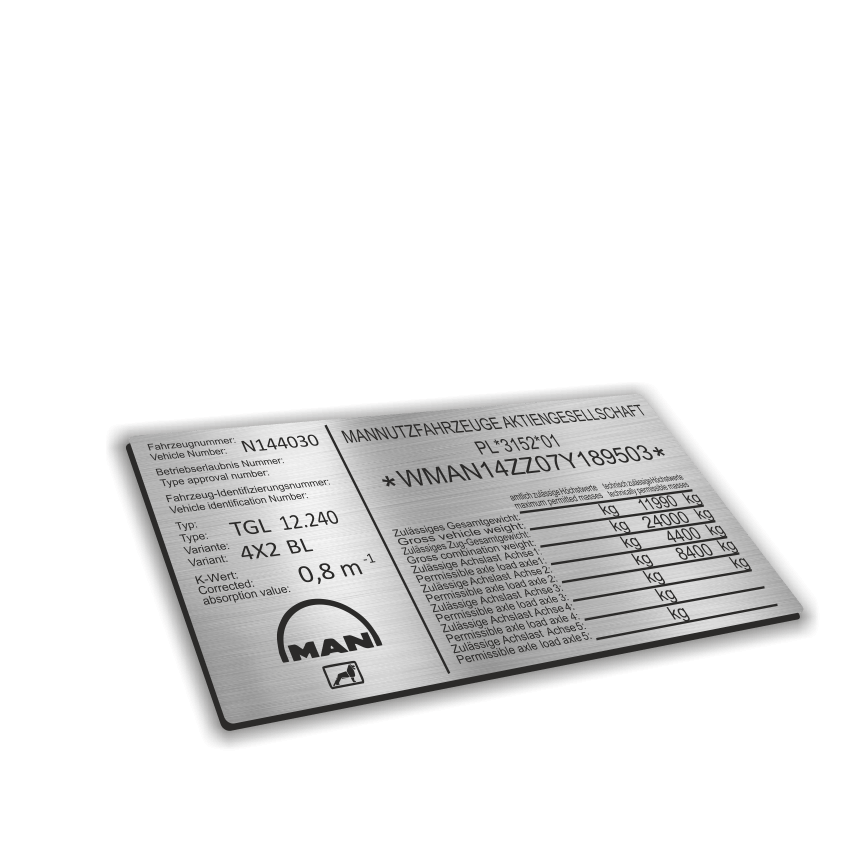 Fahrzeugnummer:
Vehicle Number: N144030
Betriebserlaubnis Nummer:
Type approval number:
Fahrzeug-Identifizierungsnummer:
Vehicle identification Number:
Typ:
Type: TGL 12.240
Variante:
Variant: 4X2 BL
K-Wert:
Corrected:
absorption value: 0,8 m-1
MAN
MANNUTZFAHRZEUGE AKTIENGESELLSCHAFT
PL*3152*01
*WMAN14ZZ07Y189503*
amtlich zulässige Höchstwerte technisch zulässige Höchstwerte
maximum permitted masses technically permissible masses
Zulässiges Gesamtgewicht:
Gross vehicle weight: kg 11990 kg
Zulässiges Zug-Gesamtgewicht:
Gross combination weight: kg 24000 kg
Zulässige Achslast Achse 1:
Permissible axle load axle1: kg 4400 kg
Zulässige Achslast Achse 2:
Permissible axle load axle 2: kg 8400 kg
Zulässige Achslast Achse 3:
Permissible axle load axle 3: kg kg
Zulässige Achslast Achse 4:
Permissible axle load axle 4: kg
Zulässige Achslast Achse 5:
Permissible axle load axle 5: kg